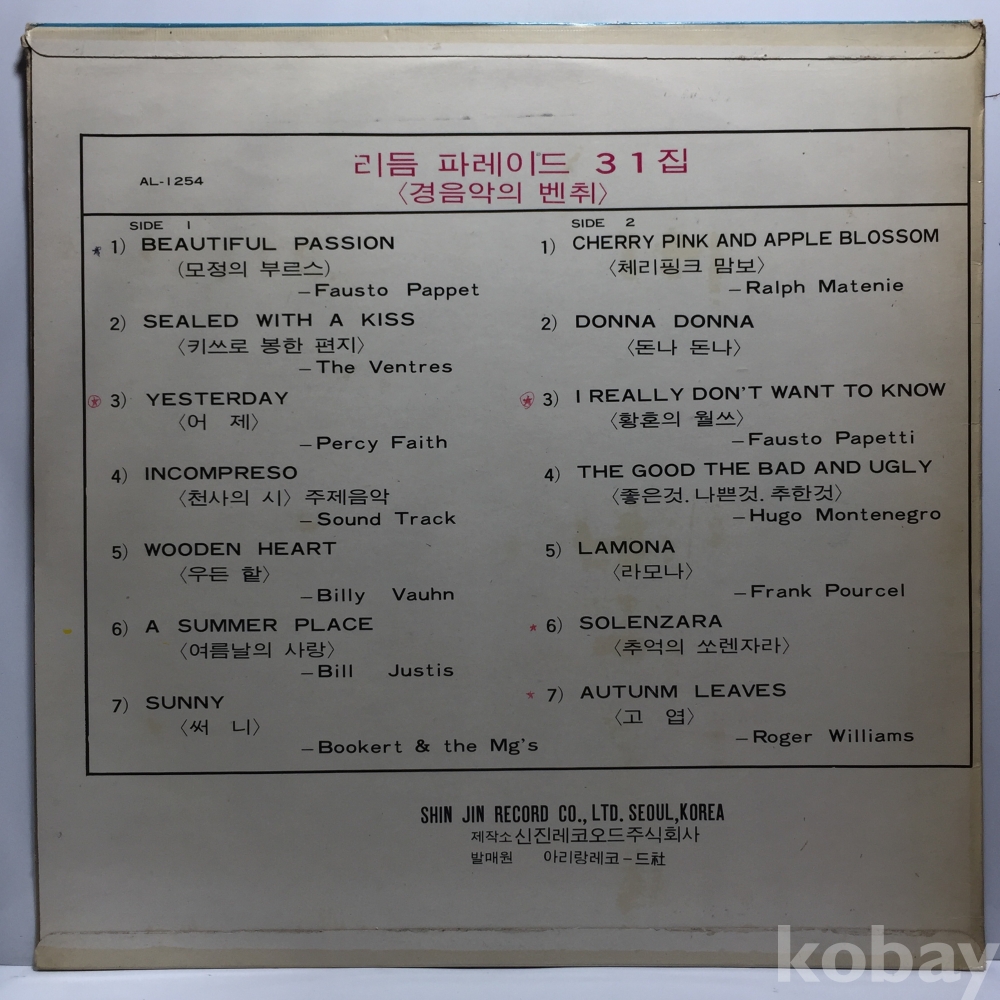 리듬 파레이드 31집
AL-1254
〈경음악의 벤취〉
SIDE 1
1) BEAUTIFUL PASSION
(모정의 부르스)
–Fausto Pappet
2) SEALED WITH A KISS
〈키쓰로 봉한 편지〉
–The Ventres
3) YESTERDAY
〈어 제〉
–Percy Faith
4) INCOMPRESO
〈천사의 시〉 주제음악
–Sound Track
5) WOODEN HEART
〈우든 핱〉
–Billy Vauhn
6) A SUMMER PLACE
〈여름날의 사랑〉
–Bill Justis
7) SUNNY
〈써 니〉
–Bookert & the Mg's
SIDE 2
1) CHERRY PINK AND APPLE BLOSSOM
〈체리핑크 맘보〉
–Ralph Matenie
2) DONNA DONNA
〈돈나 돈나〉
3) I REALLY DON'T WANT TO KNOW
〈황혼의 월쓰〉
–Fausto Papetti
4) THE GOOD THE BAD AND UGLY
〈좋은것. 나쁜것. 추한것〉
–Hugo Montenegro
5) LAMONA
〈라모나〉
–Frank Pourcel
6) SOLENZARA
〈추억의 쏘렌자라〉
7) AUTUNM LEAVES
〈고 엽〉
–Roger Williams
SHIN JIN RECORD CO., LTD. SEOUL, KOREA
제작소 신진레코오드주식회사
발매원 아리랑레코–드社
kobay